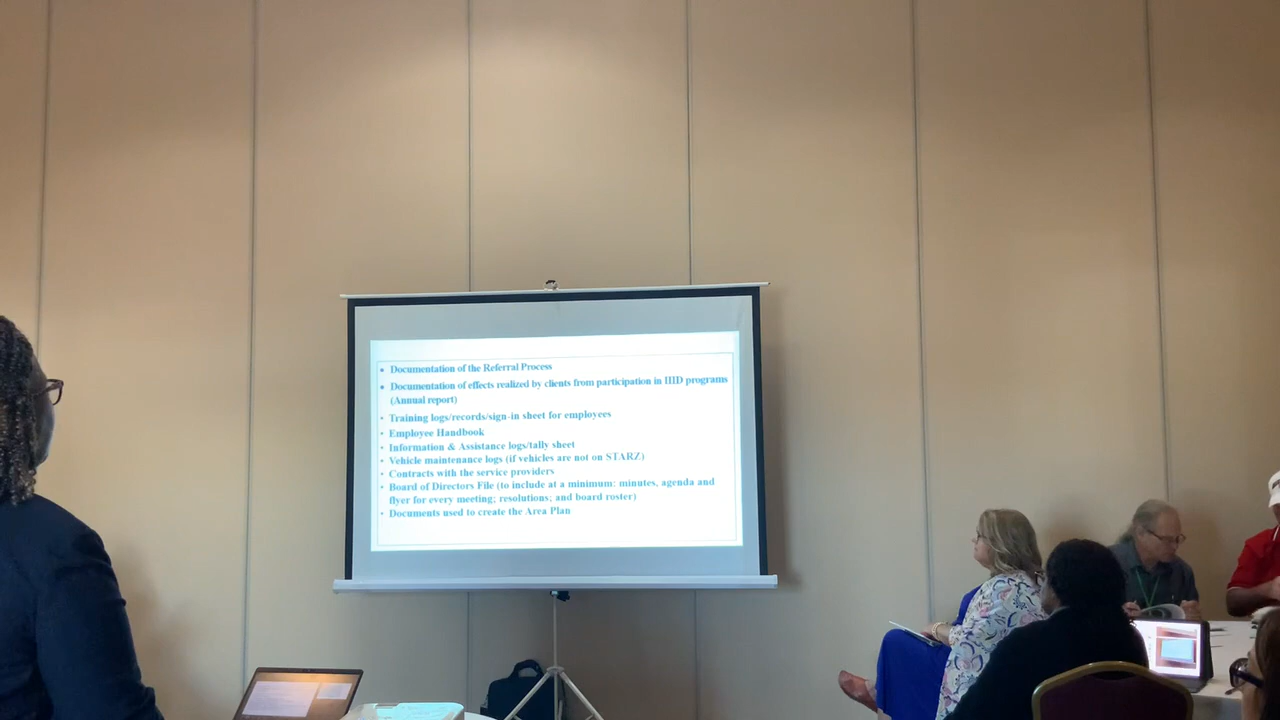 • Documentation of the Referral Process
• Documentation of effects realized by clients from participation in IIID programs
(Annual report)
• Training logs/records/sign-in sheet for employees
• Employee Handbook
• Information & Assistance logs/tally sheet
• Vehicle maintenance logs (if vehicles are not on STARZ)
• Contracts with the service providers
• Board of Directors File (to include at a minimum: minutes, agenda and
flyer for every meeting; resolutions; and board roster)
• Documents used to create the Area Plan